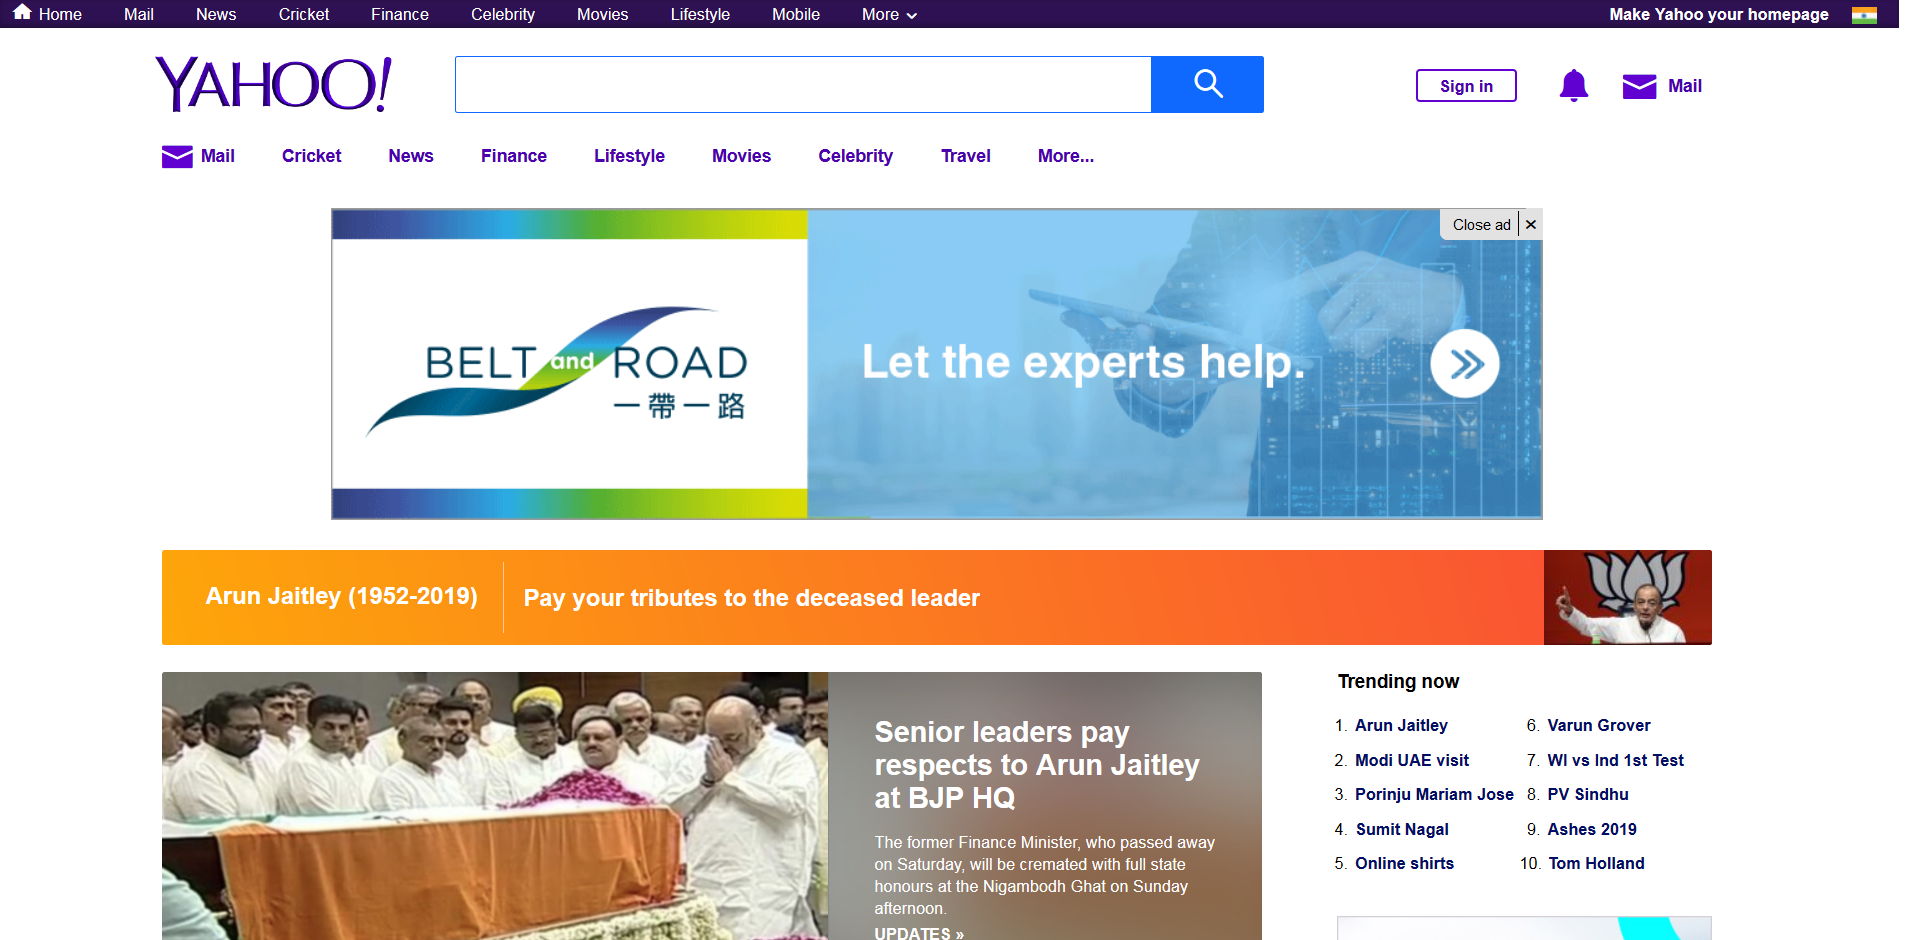 Home Mail News Cricket Finance Celebrity Movies Lifestyle Mobile More Make Yahoo your homepage
YAHOO!
Sign in Mail
Mail Cricket News Finance Lifestyle Movies Celebrity Travel More...
Close ad ✕
BELT and ROAD
一帶一路
Let the experts help.
Arun Jaitley (1952-2019) Pay your tributes to the deceased leader
Senior leaders pay
respects to Arun Jaitley
at BJP HQ
The former Finance Minister, who passed away
on Saturday, will be cremated with full state
honours at the Nigambodh Ghat on Sunday
afternoon.
UPDATES »
Trending now
1. Arun Jaitley
2. Modi UAE visit
3. Porinju Mariam Jose
4. Sumit Nagal
5. Online shirts
6. Varun Grover
7. WI vs Ind 1st Test
8. PV Sindhu
9. Ashes 2019
10. Tom Holland